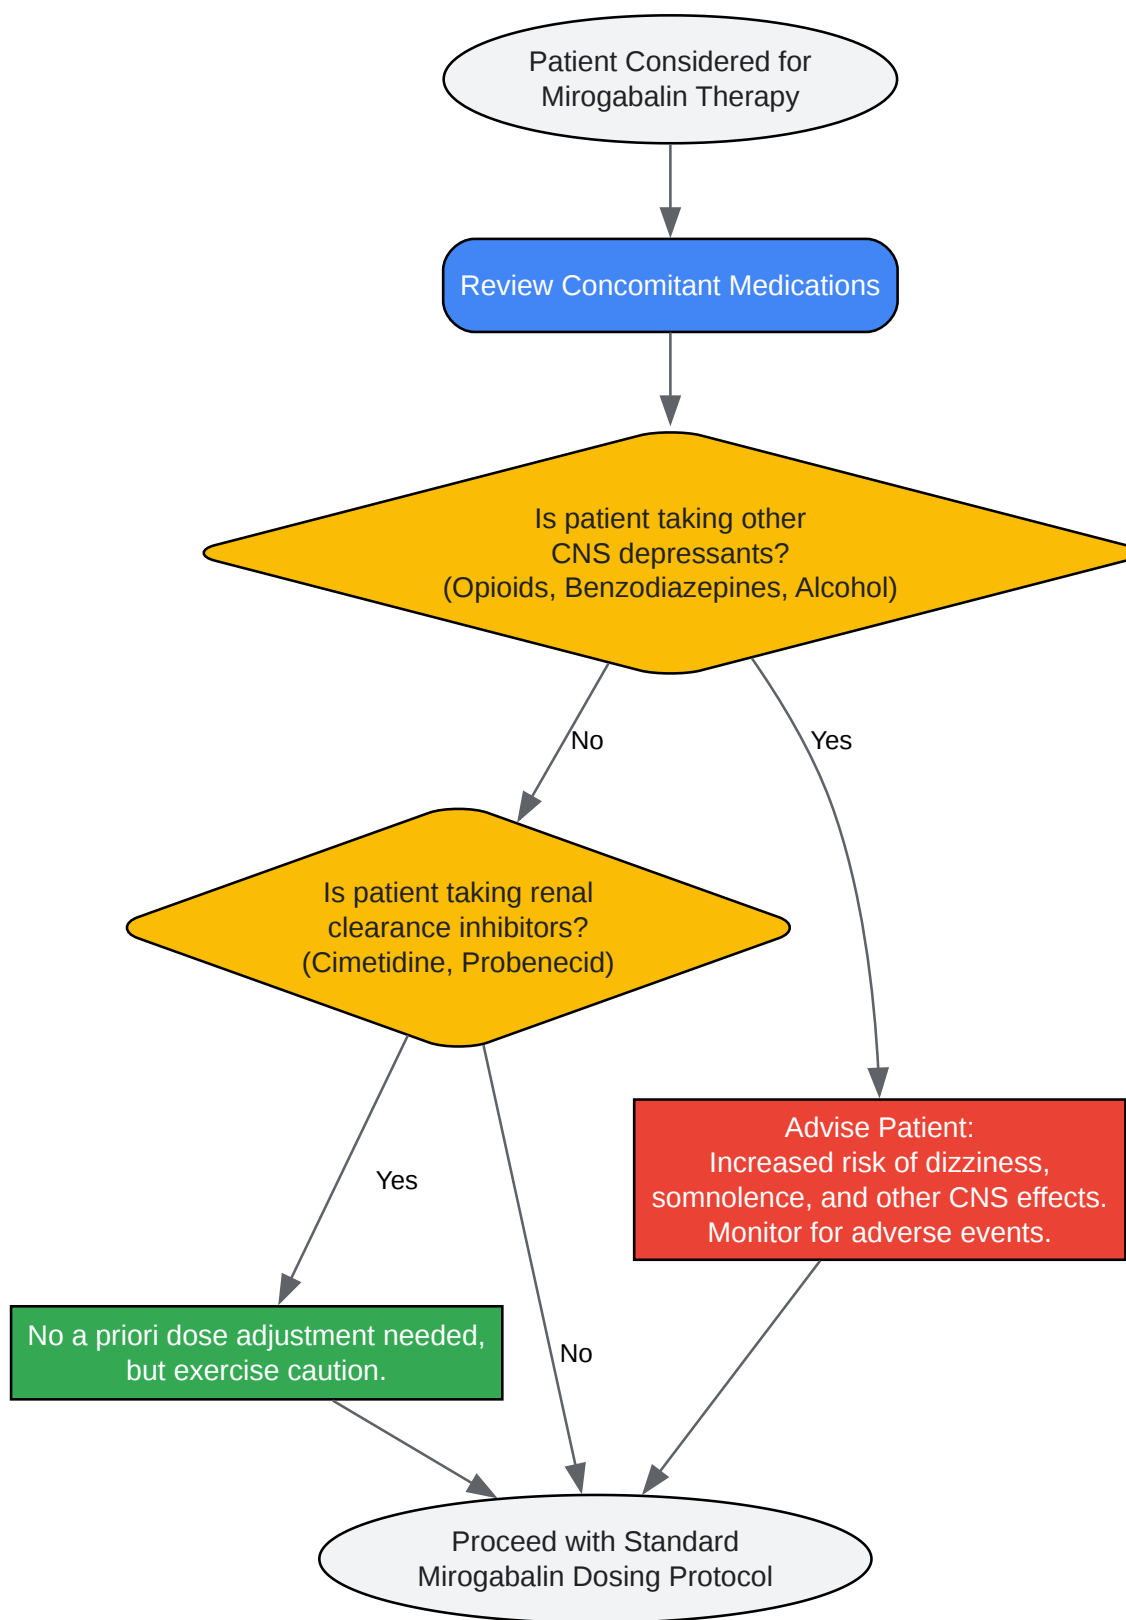 Patient Considered for
Mirogabalin Therapy
Review Concomitant Medications
Is patient taking other
CNS depressants?
(Opioids, Benzodiazepines, Alcohol)
No
Yes
Is patient taking renal
clearance inhibitors?
(Cimetidine, Probenecid)
Advise Patient:
Increased risk of dizziness,
somnolence, and other CNS effects.
Monitor for adverse events.
Yes
No a priori dose adjustment needed,
but exercise caution.
No
Proceed with Standard
Mirogabalin Dosing Protocol